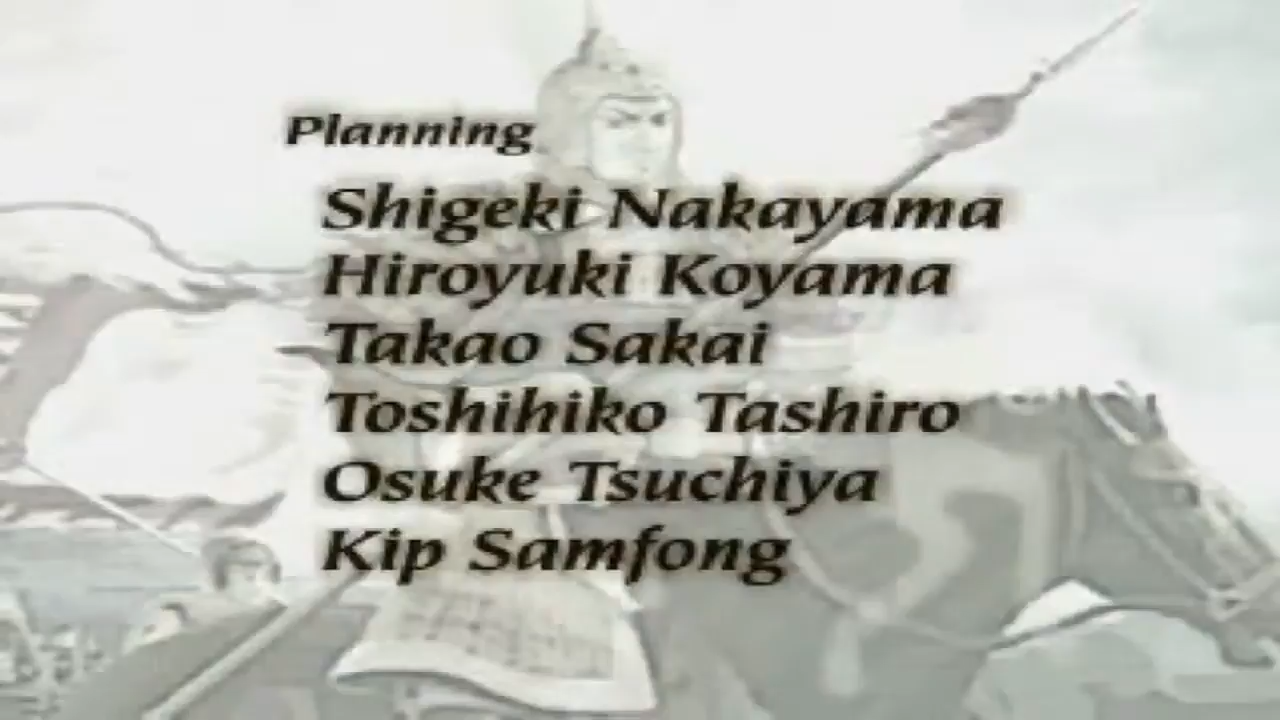 Planning
Shigeki Nakayama
Hiroyuki Koyama
Takao Sakai
Toshihiko Tashiro
Osuke Tsuchiya
Kip Samfong